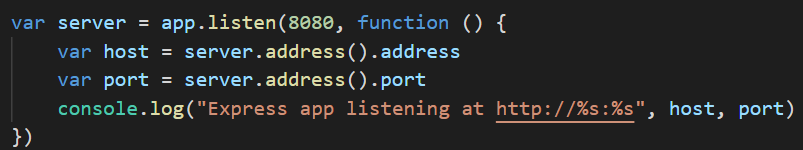 var server = app.listen(8080, function () {
    var host = server.address().address
    var port = server.address().port
    console.log("Express app listening at http://%s:%s", host, port)
})